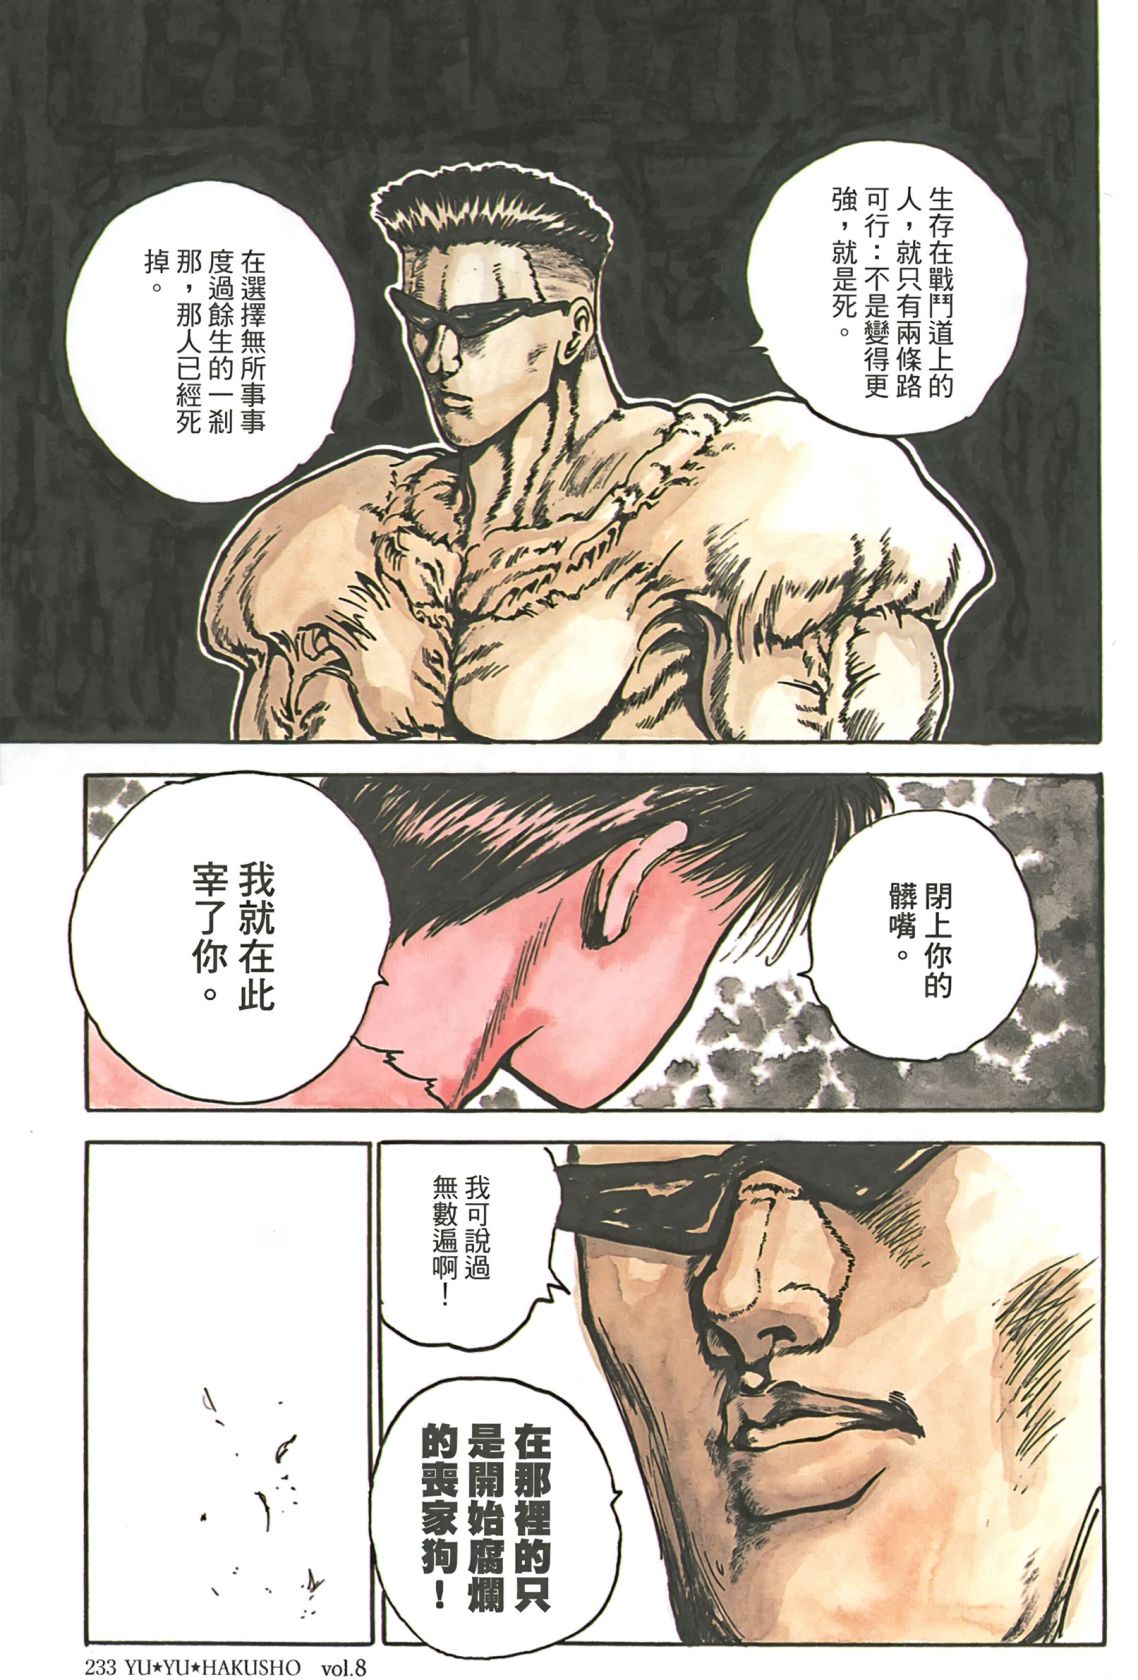 生存在戰鬥道上的
人，就只有兩條路
可行：不是變得更
強，就是死。
在選擇無所事事
度過餘生的一剎
那，那人已經死
掉。
閉上你的
髒嘴。
我就在此
宰了你。
我可說過
無數遍啊！
在那裡的只
是開始腐爛
的喪家狗！
233 YU★YU★HAKUSHO vol.8